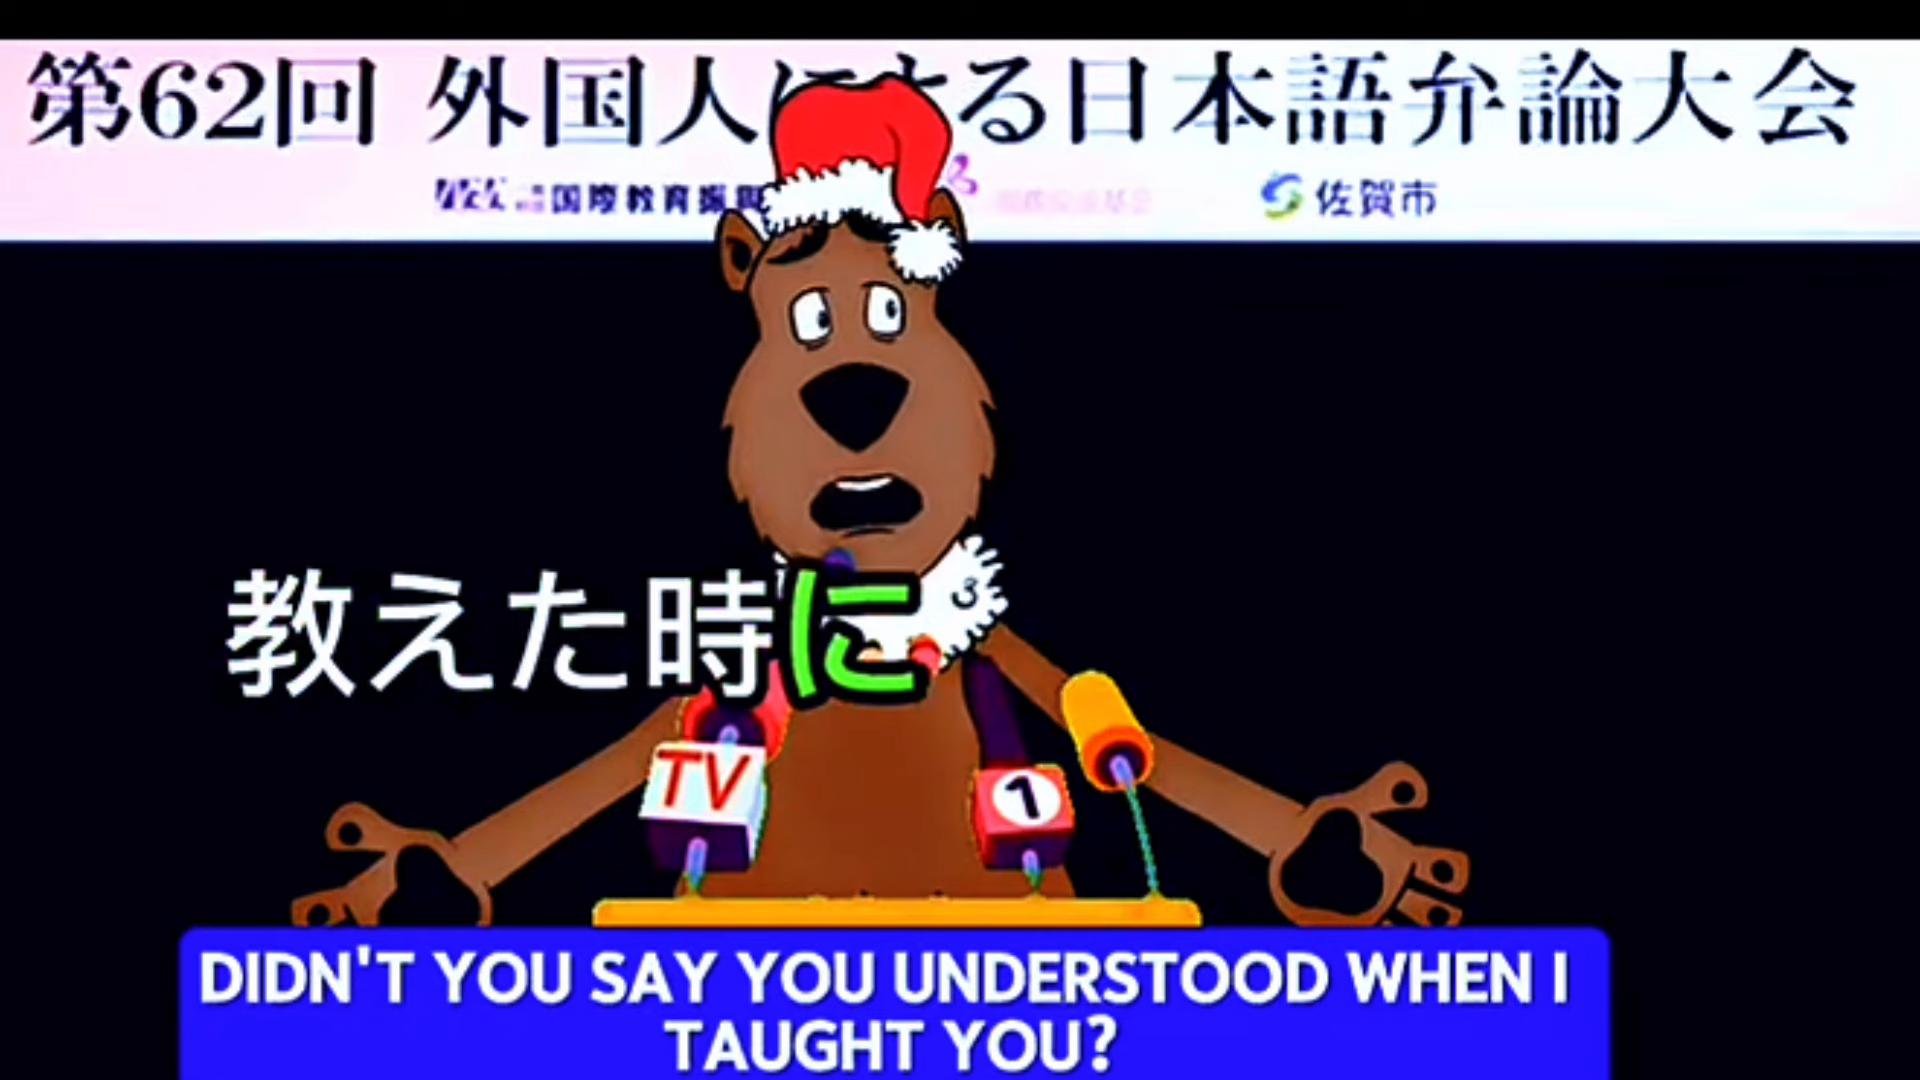 第62回 外国人にする日本語弁論大会
国際教育振興 佐賀市
教えた時に
TV
1
DIDN'T YOU SAY YOU UNDERSTOOD WHEN I
TAUGHT YOU?